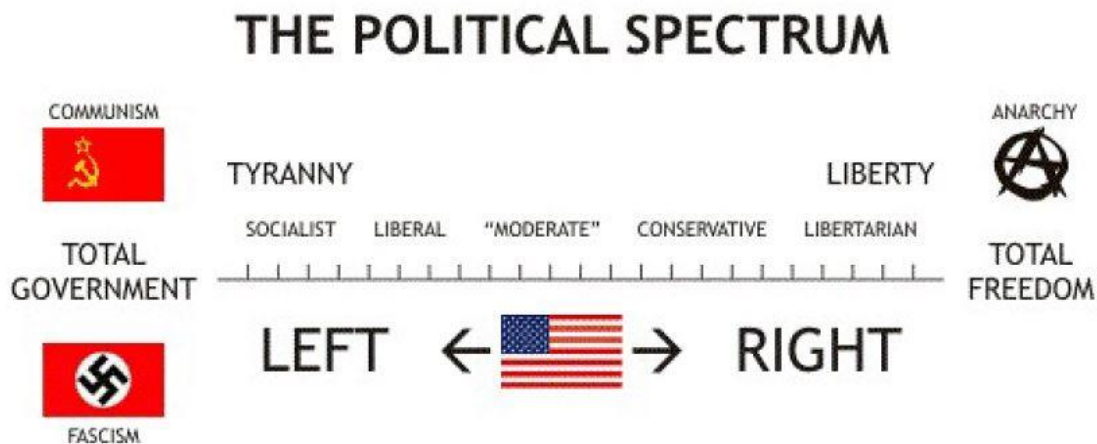 THE POLITICAL SPECTRUM
COMMUNISM
ANARCHY
TYRANNY
LIBERTY
SOCIALIST LIBERAL "MODERATE" CONSERVATIVE LIBERTARIAN
TOTAL
GOVERNMENT
TOTAL
FREEDOM
LEFT
RIGHT
FASCISM